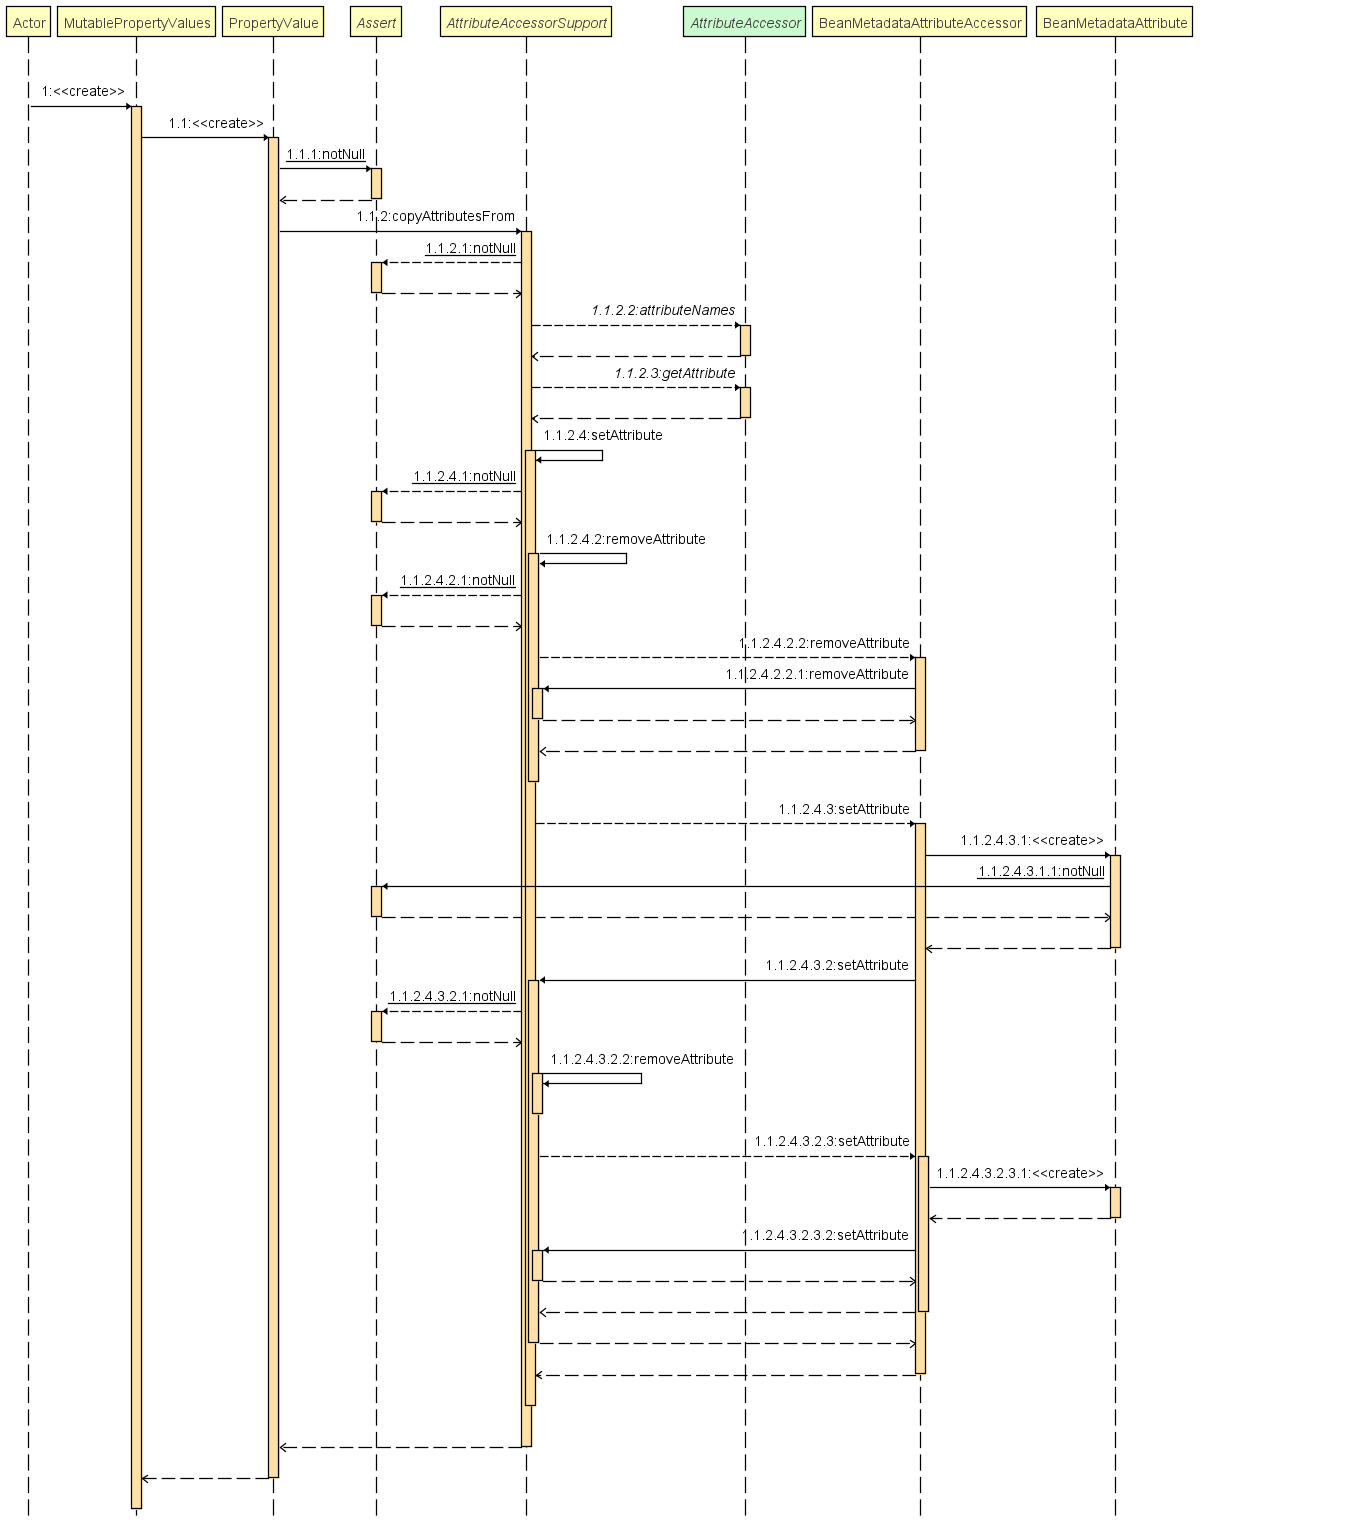 Actor
MutablePropertyValues
PropertyValue
Assert
AttributeAccessorSupport
AttributeAccessor
BeanMetadataAttributeAccessor
BeanMetadataAttribute
1:<<create>>
1.1:<<create>>
1.1.1:notNull
1.1.2:copyAttributesFrom
1.1.2.1:notNull
1.1.2.2:attributeNames
1.1.2.3:getAttribute
1.1.2.4:setAttribute
1.1.2.4.1:notNull
1.1.2.4.2:removeAttribute
1.1.2.4.2.1:notNull
1.1.2.4.2.2:removeAttribute
1.1.2.4.2.2.1:removeAttribute
1.1.2.4.3:setAttribute
1.1.2.4.3.1:<<create>>
1.1.2.4.3.1.1:notNull
1.1.2.4.3.2:setAttribute
1.1.2.4.3.2.1:notNull
1.1.2.4.3.2.2:removeAttribute
1.1.2.4.3.2.3:setAttribute
1.1.2.4.3.2.3.1:<<create>>
1.1.2.4.3.2.3.2:setAttribute